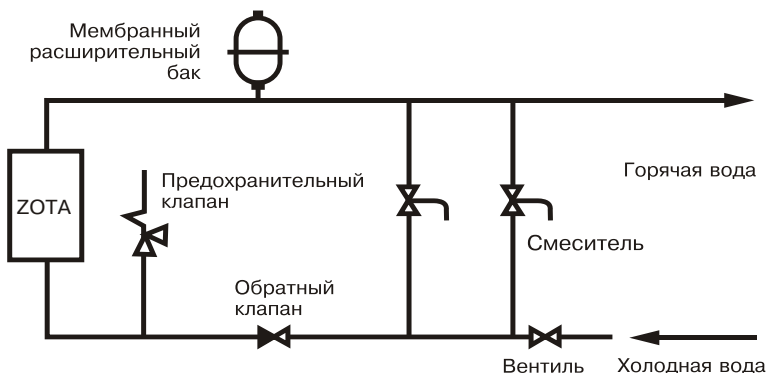 Мембранный
расширительный
бак
Горячая вода
Предохранительный
клапан
ZOTA
Смеситель
Обратный
клапан
Вентиль
Холодная вода